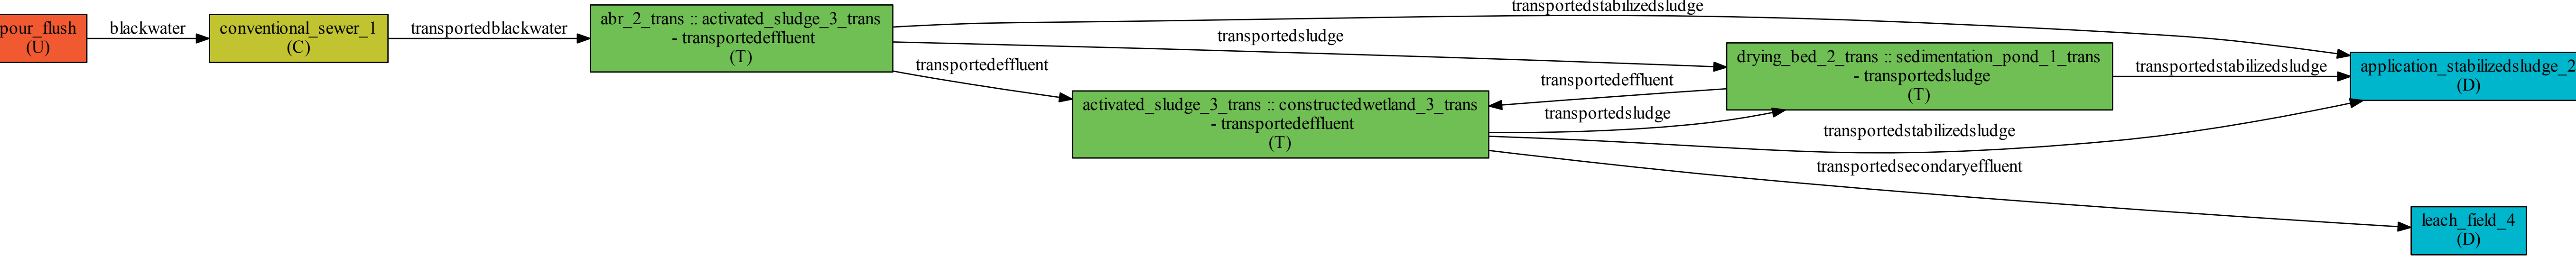 pour_flush
(U)
blackwater
conventional_sewer_1
(C)
transportedblackwater
abr_2_trans :: activated_sludge_3_trans
- transportedeffluent
(T)
transportedstabilizedsludge
transportedsludge
transportedeffluent
activated_sludge_3_trans :: constructedwetland_3_trans
- transportedeffluent
(T)
transportedeffluent
transportedsludge
drying_bed_2_trans :: sedimentation_pond_1_trans
- transportedsludge
(T)
transportedstabilizedsludge
transportedstabilizedsludge
transportedsecondaryeffluent
application_stabilizedsludge_2
(D)
leach_field_4
(D)